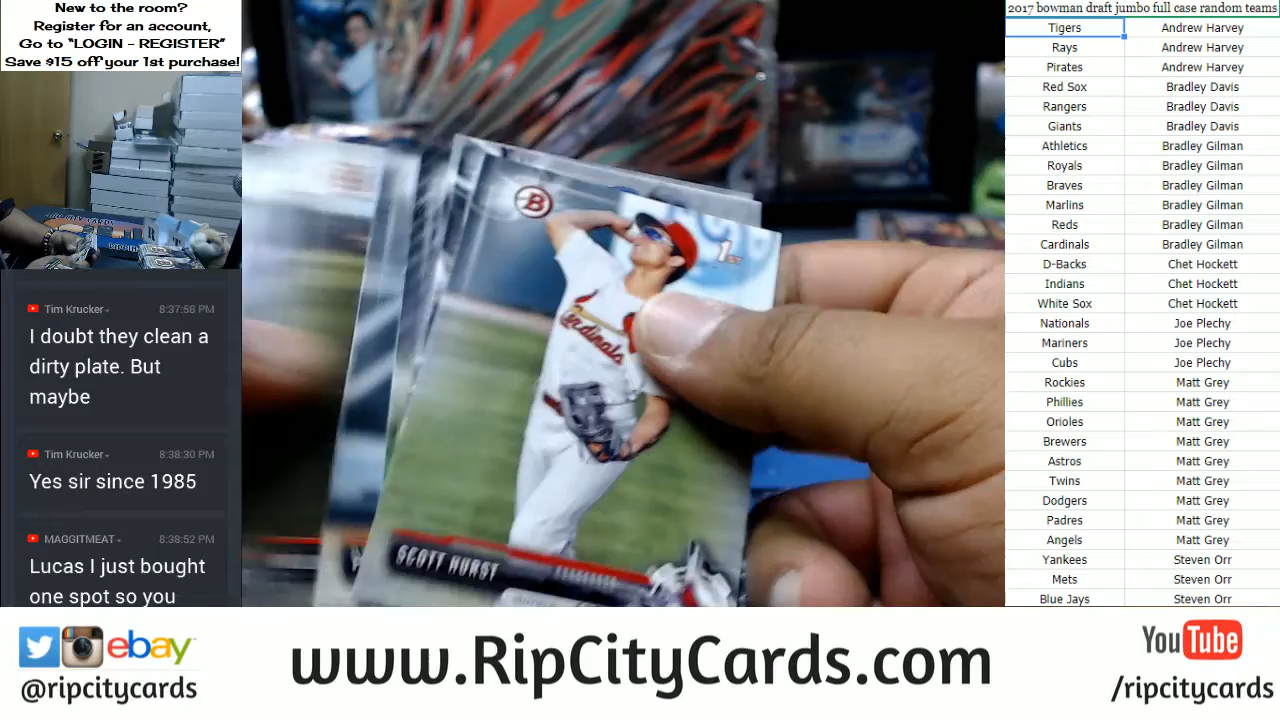 New to the room?
Register for an account,
Go to “LOGIN - REGISTER”
Save $15 off your 1st purchase!
Tim Krucker
8:37:58 PM
I doubt they clean a
dirty plate. But
maybe
Tim Krucker
8:38:30 PM
Yes sir since 1985
MAGGITMEAT
8:38:52 PM
Lucas I just bought
one spot so you
B
1ST
Cardinals
SCOTT HURST
2017 bowman draft jumbo full case random teams
Tigers Andrew Harvey
Rays Andrew Harvey
Pirates Andrew Harvey
Red Sox Bradley Davis
Rangers Bradley Davis
Giants Bradley Davis
Athletics Bradley Gilman
Royals Bradley Gilman
Braves Bradley Gilman
Marlins Bradley Gilman
Reds Bradley Gilman
Cardinals Bradley Gilman
D-Backs Chet Hockett
Indians Chet Hockett
White Sox Chet Hockett
Nationals Joe Plechy
Mariners Joe Plechy
Cubs Joe Plechy
Rockies Matt Grey
Phillies Matt Grey
Orioles Matt Grey
Brewers Matt Grey
Astros Matt Grey
Twins Matt Grey
Dodgers Matt Grey
Padres Matt Grey
Angels Matt Grey
Yankees Steven Orr
Mets Steven Orr
Blue Jays Steven Orr
ebay
@ripcitycards
www.RipCityCards.com
YouTube
/ripcitycards